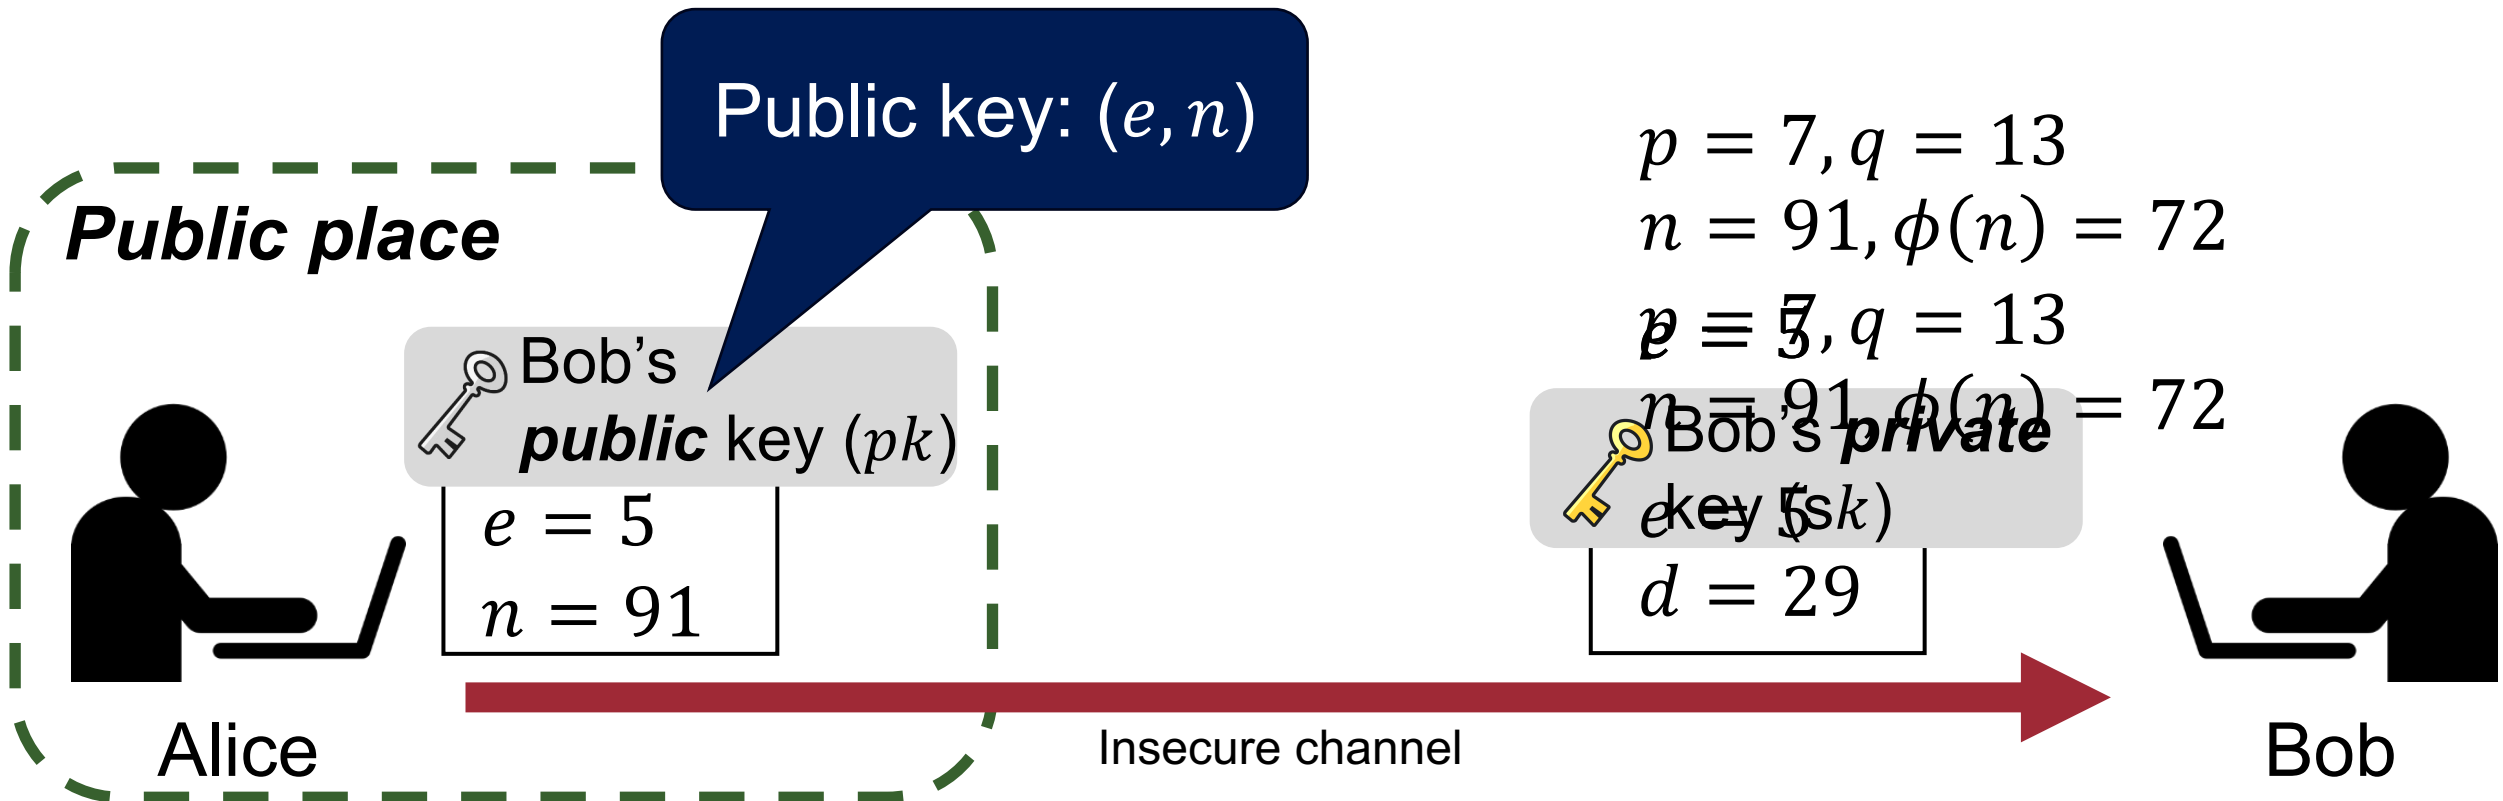 Public key: (e, n)
p = 7, q = 13
n = 91, ϕ(n) = 72
Public place
p = 7, q = 13
e = 5
n = 91, ϕ(n) = 72
Bob's
public key (pk)
Bob's private
key (sk)
e = 5
e = 5
n = 91
d = 29
Insecure channel
Alice
Bob